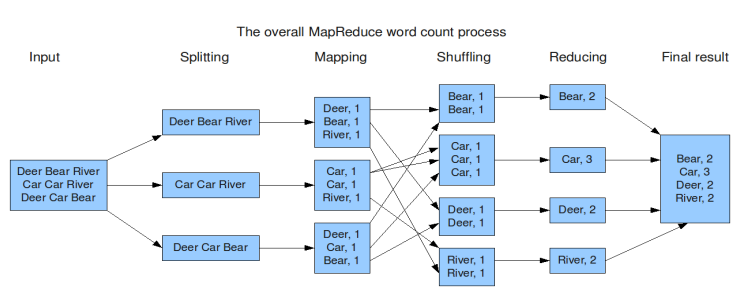 The overall MapReduce word count process
Input
Splitting
Mapping
Shuffling
Reducing
Final result
Deer Bear River
Car Car River
Deer Car Bear
Deer Bear River
Car Car River
Deer Car Bear
Deer, 1
Bear, 1
River, 1
Car, 1
Car, 1
River, 1
Deer, 1
Car, 1
Bear, 1
Bear, 1
Bear, 1
Car, 1
Car, 1
Car, 1
Deer, 1
Deer, 1
River, 1
River, 1
Bear, 2
Car, 3
Deer, 2
River, 2
Bear, 2
Car, 3
Deer, 2
River, 2